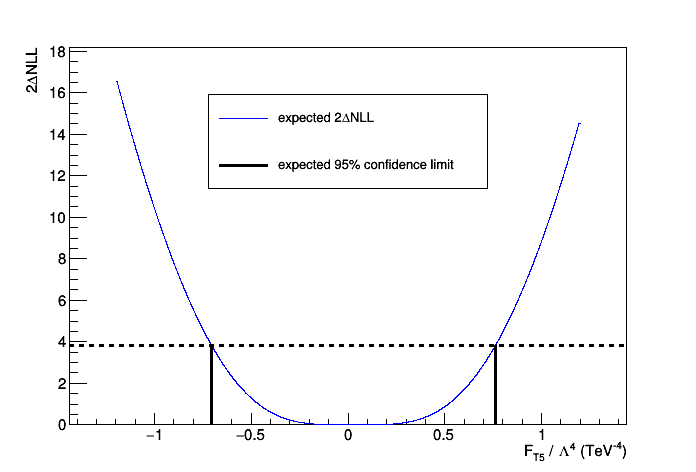 2ΔNLL
18
16
14
12
10
8
6
4
2
0
expected 2ΔNLL
expected 95% confidence limit
−1 −0.5 0 0.5 1
F_T5 / Λ^4 (TeV^-4)